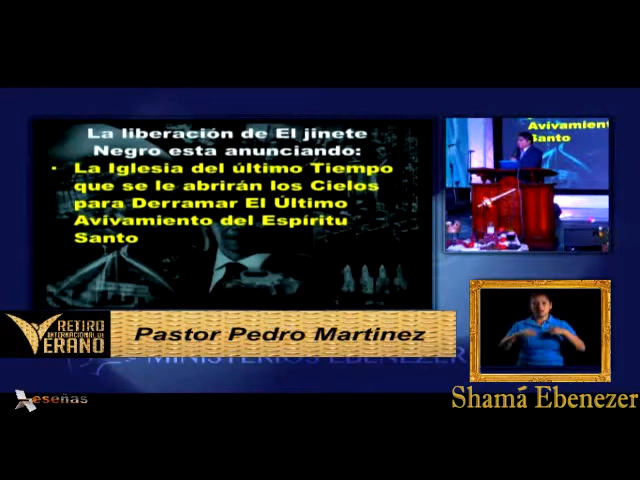 La liberación de El jinete
Negro esta anunciando:
• La Iglesia del último Tiempo
que se le abrirán los Cielos
para Derramar El Último
Avivamiento del Espíritu
Santo
Avivamient
Santo
RETIRO
INTERNACIONAL DE
VERANO
Pastor Pedro Martinez
MINISTERIOS EBENEZER
Reseñas
Shamá Ebenezer